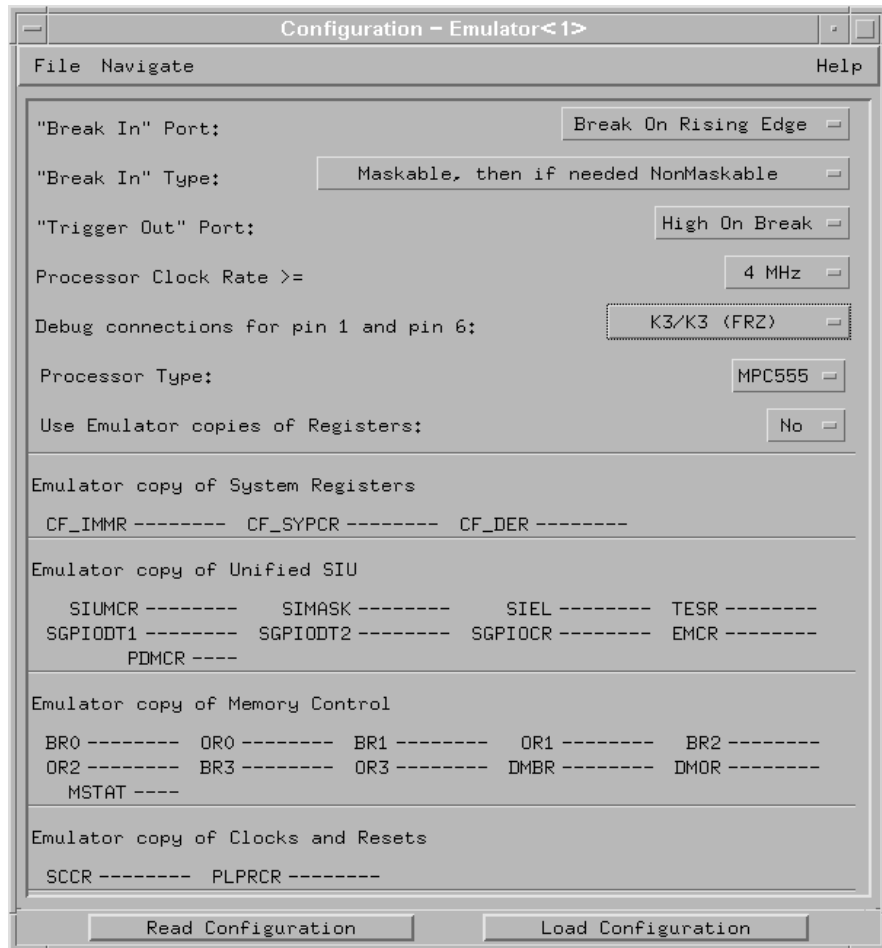 Configuration – Emulator<1>
File Navigate Help
"Break In" Port: Break On Rising Edge
"Break In" Type: Maskable, then if needed NonMaskable
"Trigger Out" Port: High On Break
Processor Clock Rate >= 4 MHz
Debug connections for pin 1 and pin 6: K3/K3 (FRZ)
Processor Type: MPC555
Use Emulator copies of Registers: No
Emulator copy of System Registers
CF_IMMR -------- CF_SYPCR -------- CF_DER --------
Emulator copy of Unified SIU
SIUMCR -------- SIMASK -------- SIEL -------- TESR --------
SGPIODT1 -------- SGPIODT2 -------- SGPIOCR -------- EMCR --------
PDMCR ----
Emulator copy of Memory Control
BR0 -------- OR0 -------- BR1 -------- OR1 -------- BR2 --------
OR2 -------- BR3 -------- OR3 -------- DMBR -------- DMOR --------
MSTAT ----
Emulator copy of Clocks and Resets
SCCR -------- PLPRCR --------
Read Configuration Load Configuration